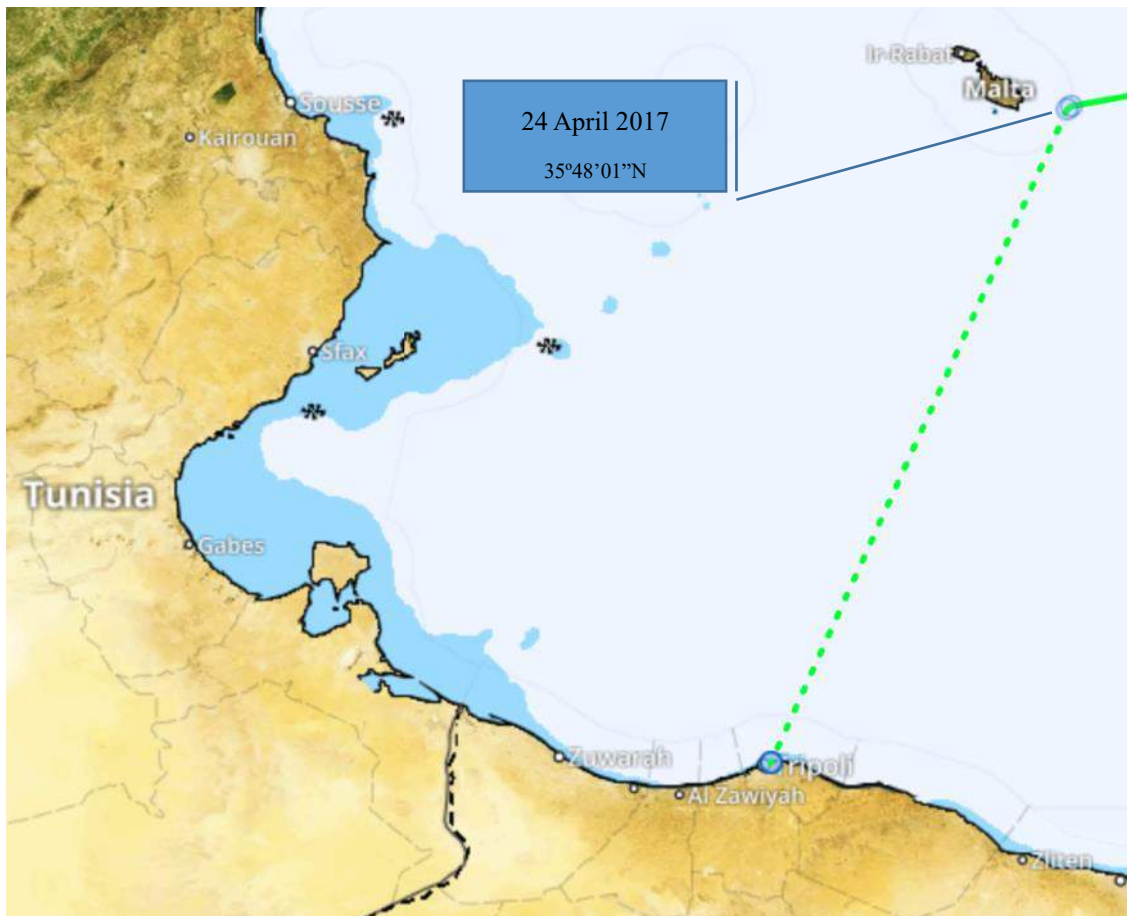 Ir-Rabat
Malta
24 April 2017
35º48’01”N
Sousse
Kairouan
Sfax
Tunisia
Gabes
Zuwarah
Tripoli
Al Zawiyah
Zliten